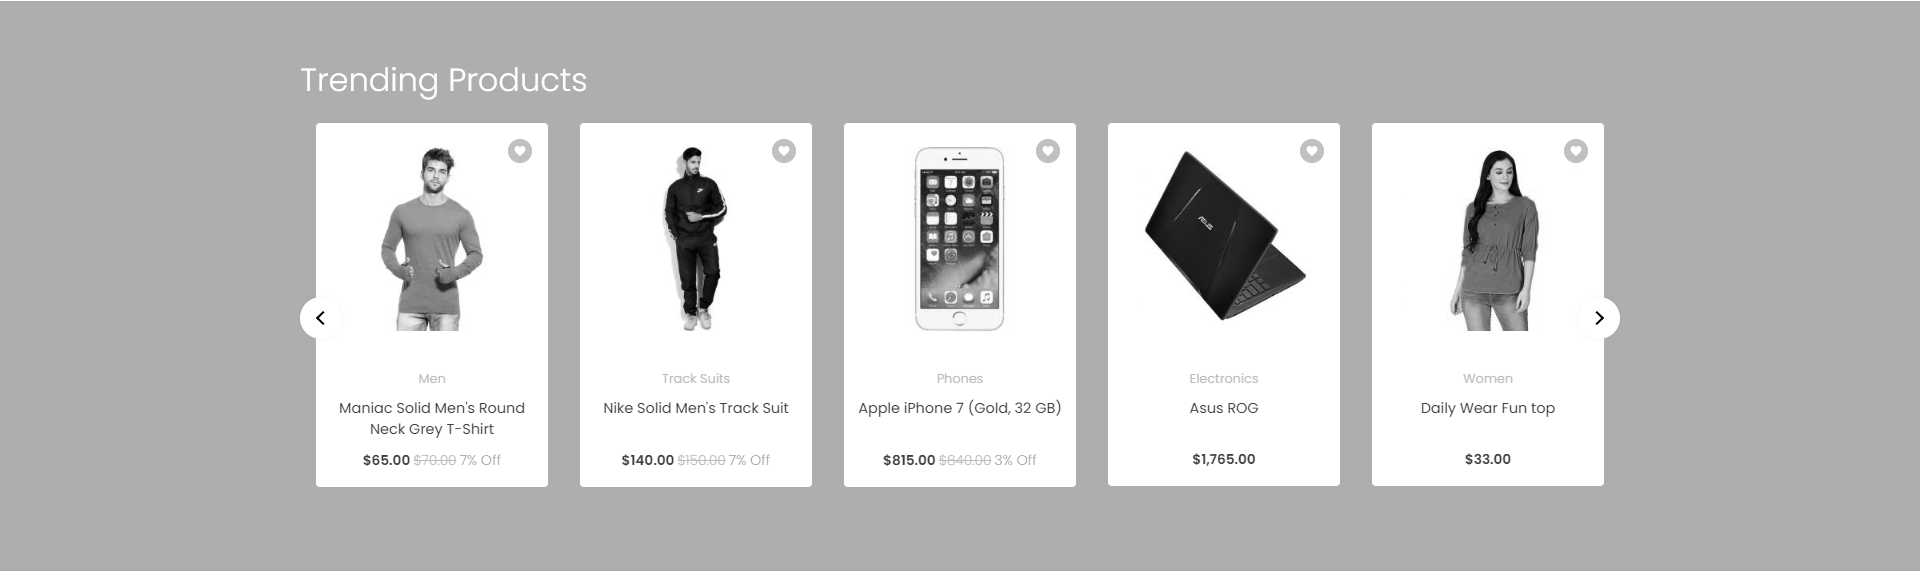 Trending Products
Men
Maniac Solid Men's Round
Neck Grey T-Shirt
$65.00 $70.00 7% Off
Track Suits
Nike Solid Men's Track Suit
$140.00 $150.00 7% Off
Phones
Apple iPhone 7 (Gold, 32 GB)
$815.00 $840.00 3% Off
ASUS
Electronics
Asus ROG
$1,765.00
Women
Daily Wear Fun top
$33.00